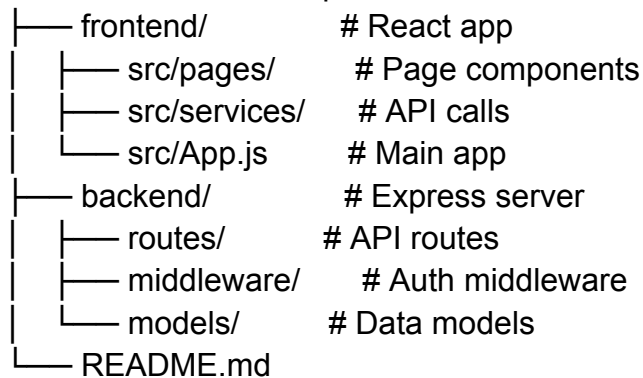 ├── frontend/ # React app
│ ├── src/pages/ # Page components
│ ├── src/services/ # API calls
│ └── src/App.js # Main app
├── backend/ # Express server
│ ├── routes/ # API routes
│ ├── middleware/ # Auth middleware
│ └── models/ # Data models
└── README.md